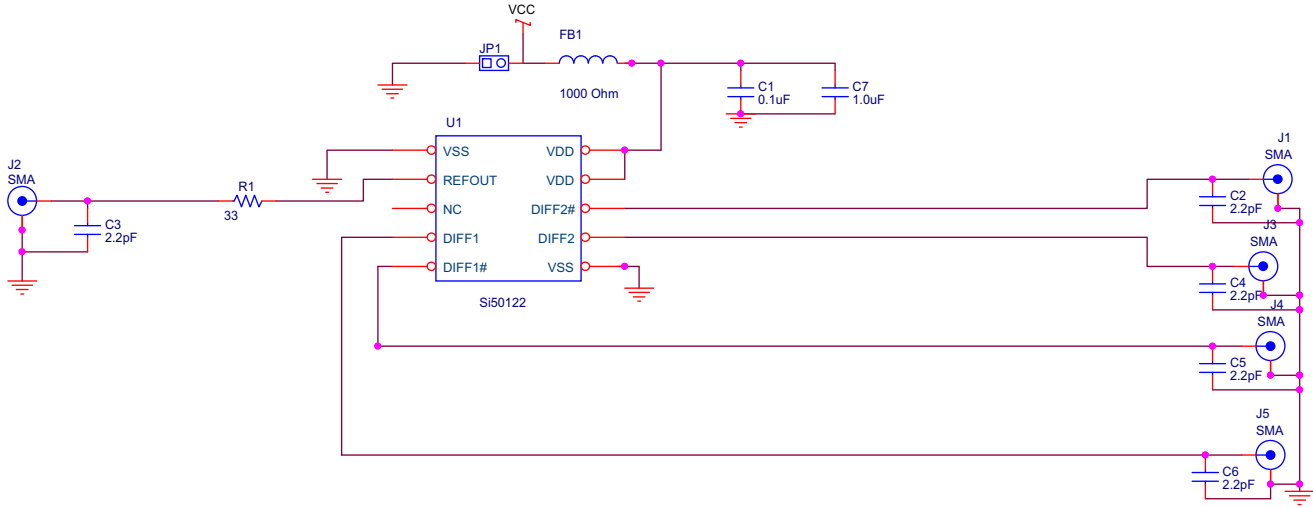 VCC
JP1
FB1
1000 Ohm
C1
0.1uF
C7
1.0uF
U1
VSS
REFOUT
NC
DIFF1
DIFF1#
VDD
VDD
DIFF2#
DIFF2
VSS
Si50122
J2
SMA
C3
2.2pF
R1
33
J1
SMA
C2
2.2pF
J3
SMA
C4
2.2pF
J4
SMA
C5
2.2pF
J5
SMA
C6
2.2pF